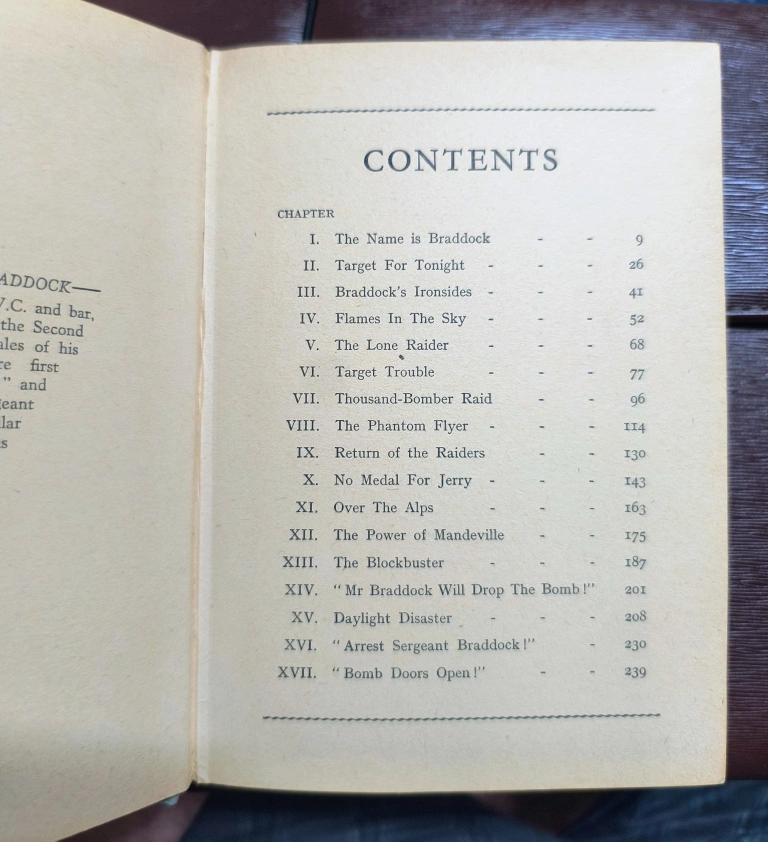 ADDOCK—
V.C. and bar,
the Second
ales of his
re first
" and
eant
lar
s
CONTENTS
CHAPTER
I. The Name is Braddock - - 9
II. Target For Tonight - - - 26
III. Braddock's Ironsides - - - 41
IV. Flames In The Sky - - - 52
V. The Lone Raider - - - 68
VI. Target Trouble - - - 77
VII. Thousand-Bomber Raid - - 96
VIII. The Phantom Flyer - - - 114
IX. Return of the Raiders - - 130
X. No Medal For Jerry - - - 143
XI. Over The Alps - - - 163
XII. The Power of Mandeville - - 175
XIII. The Blockbuster - - - 187
XIV. "Mr Braddock Will Drop The Bomb!" 201
XV. Daylight Disaster - - - 208
XVI. "Arrest Sergeant Braddock!" - 230
XVII. "Bomb Doors Open!" - - 239